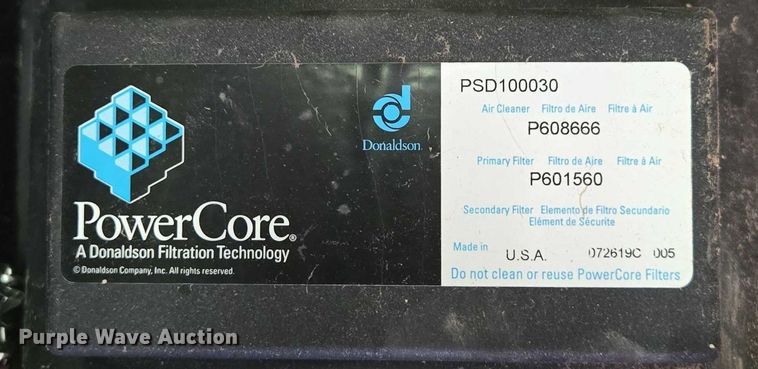 PowerCore®
A Donaldson Filtration Technology
© Donaldson Company, Inc. All rights reserved.
Donaldson.
PSD100030
Air Cleaner Filtro de Aire Filtre à Air
P608666
Primary Filter Filtro de Aire Filtre à Air
P601560
Secondary Filter Elemento de Filtro Secundario
Elément de Sécurite
Made in U.S.A. 072619C 005
Do not clean or reuse PowerCore Filters
Purple Wave Auction